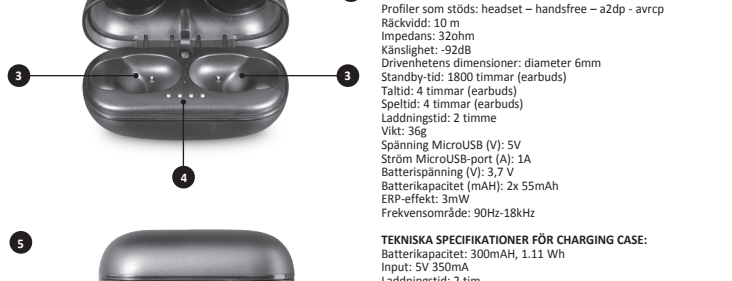 Profiler som stöds: headset – handsfree – a2dp - avrcp
Räckvidd: 10 m
Impedans: 32ohm
Känslighet: -92dB
Drivenhetens dimensioner: diameter 6mm
Standby-tid: 1800 timmar (earbuds)
Taltid: 4 timmar (earbuds)
Speltid: 4 timmar (earbuds)
Laddningstid: 2 timme
Vikt: 36g
Spänning MicroUSB (V): 5V
Ström MicroUSB-port (A): 1A
Batterispänning (V): 3,7 V
Batterikapacitet (mAH): 2x 55mAh
ERP-effekt: 3mW
Frekvensområde: 90Hz-18kHz
TEKNISKA SPECIFIKATIONER FÖR CHARGING CASE:
Batterikapacitet: 300mAH, 1.11 Wh
Input: 5V 350mA
Laddningstid: 2 tim
3
3
4
5